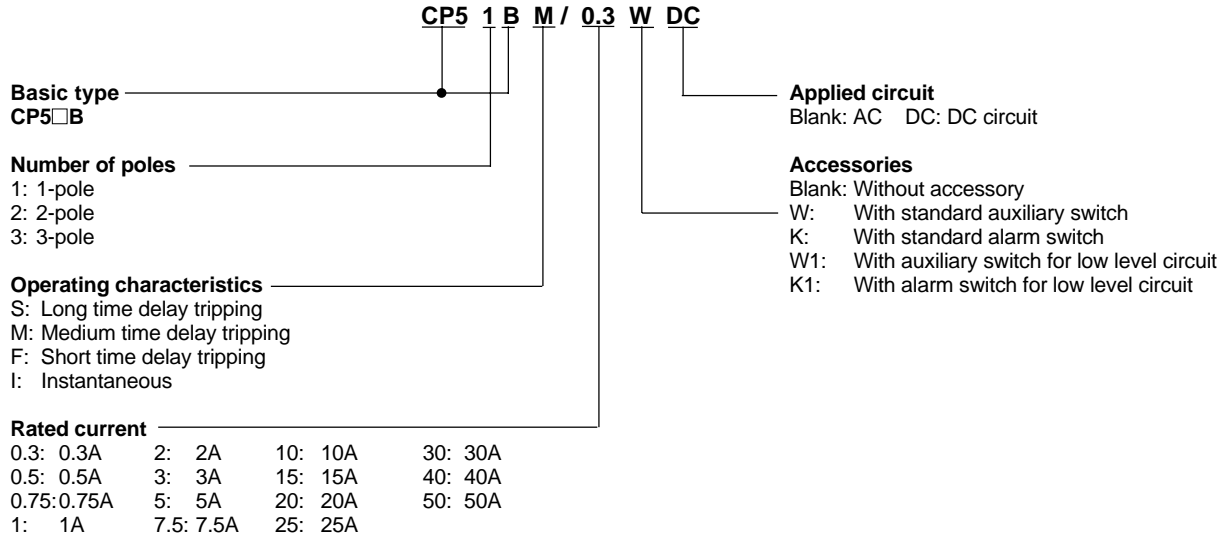 CP5 1 B M / 0.3 W DC
Basic type
CP5□B
Number of poles
1: 1-pole
2: 2-pole
3: 3-pole
Operating characteristics
S: Long time delay tripping
M: Medium time delay tripping
F: Short time delay tripping
I: Instantaneous
Rated current
0.3: 0.3A 2: 2A 10: 10A 30: 30A
0.5: 0.5A 3: 3A 15: 15A 40: 40A
0.75: 0.75A 5: 5A 20: 20A 50: 50A
1: 1A 7.5: 7.5A 25: 25A
Applied circuit
Blank: AC DC: DC circuit
Accessories
Blank: Without accessory
W: With standard auxiliary switch
K: With standard alarm switch
W1: With auxiliary switch for low level circuit
K1: With alarm switch for low level circuit